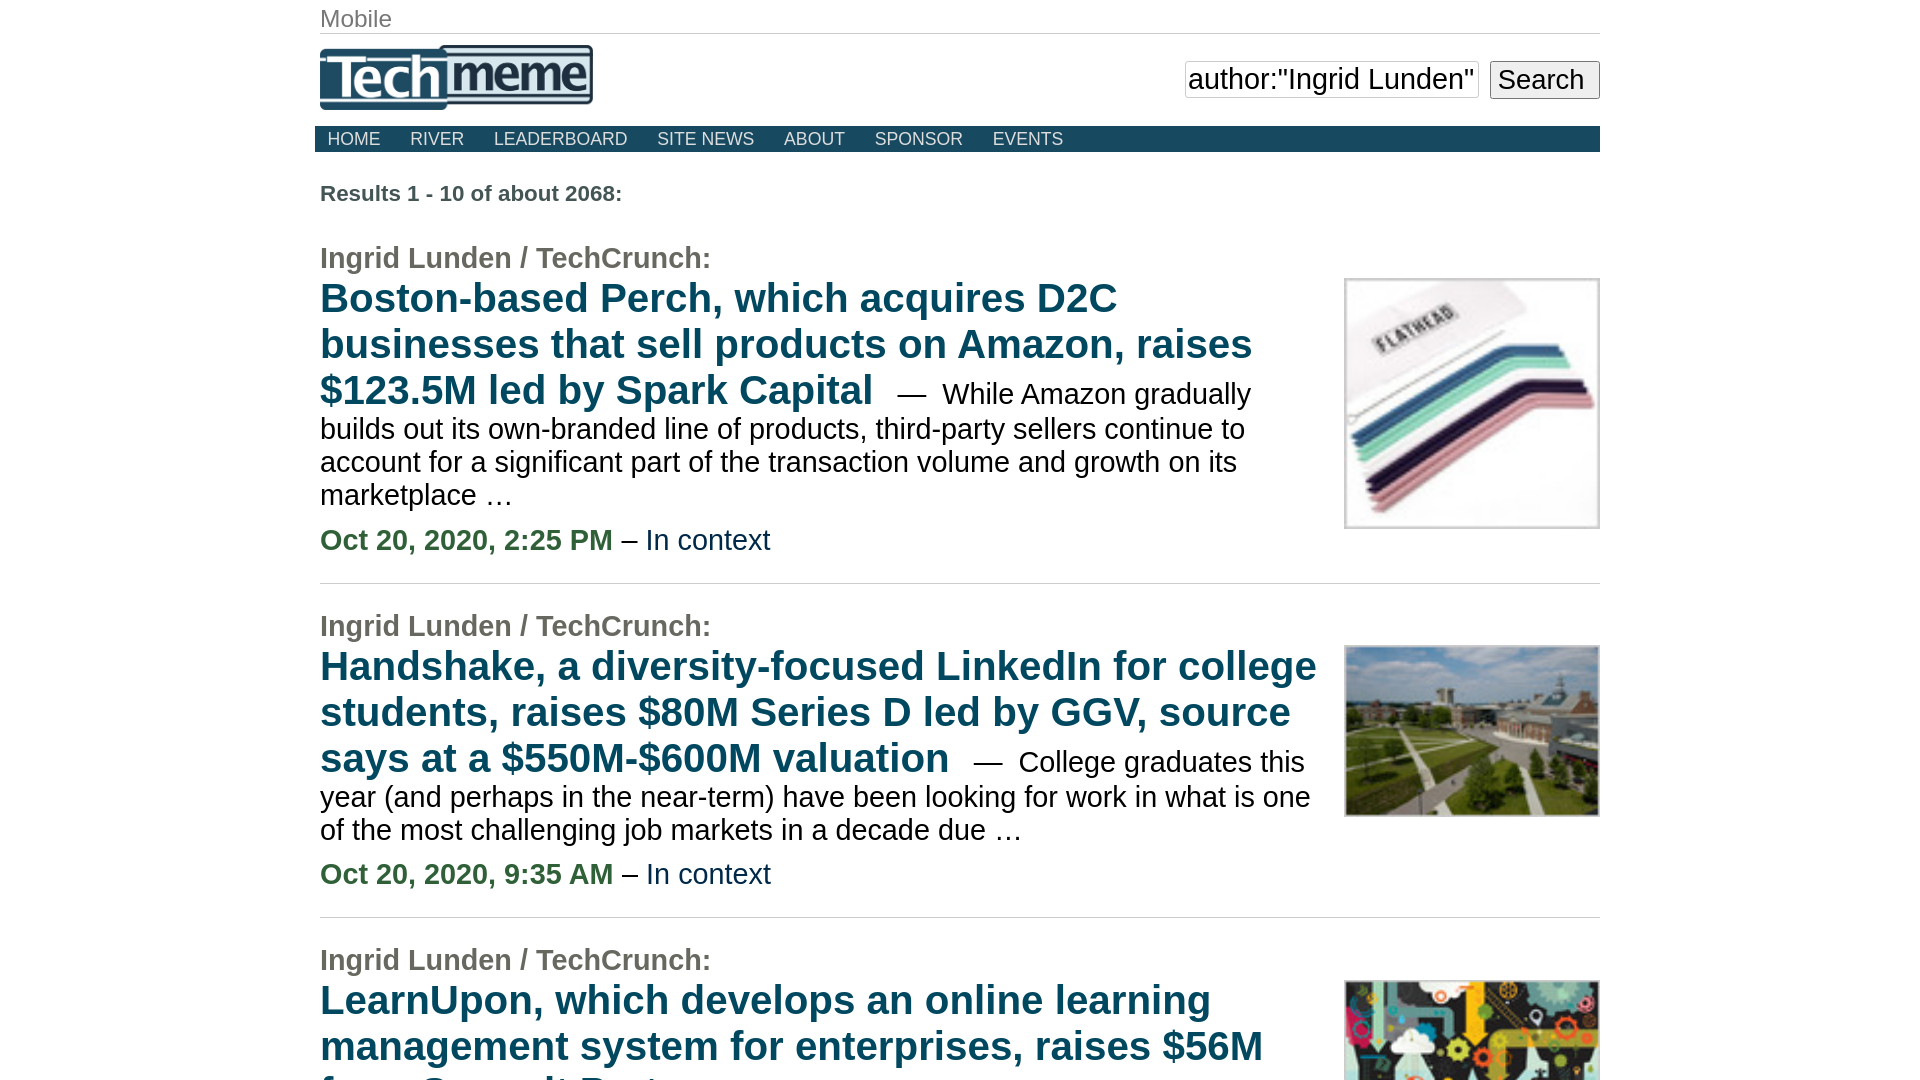 Mobile
Techmeme
author:"Ingrid Lunden" Search
HOME RIVER LEADERBOARD SITE NEWS ABOUT SPONSOR EVENTS
Results 1 - 10 of about 2068:
Ingrid Lunden / TechCrunch:
Boston-based Perch, which acquires D2C
businesses that sell products on Amazon, raises
$123.5M led by Spark Capital — While Amazon gradually
builds out its own-branded line of products, third-party sellers continue to
account for a significant part of the transaction volume and growth on its
marketplace …
Oct 20, 2020, 2:25 PM – In context
FLATHEAD
Ingrid Lunden / TechCrunch:
Handshake, a diversity-focused LinkedIn for college
students, raises $80M Series D led by GGV, source
says at a $550M-$600M valuation — College graduates this
year (and perhaps in the near-term) have been looking for work in what is one
of the most challenging job markets in a decade due …
Oct 20, 2020, 9:35 AM – In context
Ingrid Lunden / TechCrunch:
LearnUpon, which develops an online learning
management system for enterprises, raises $56M